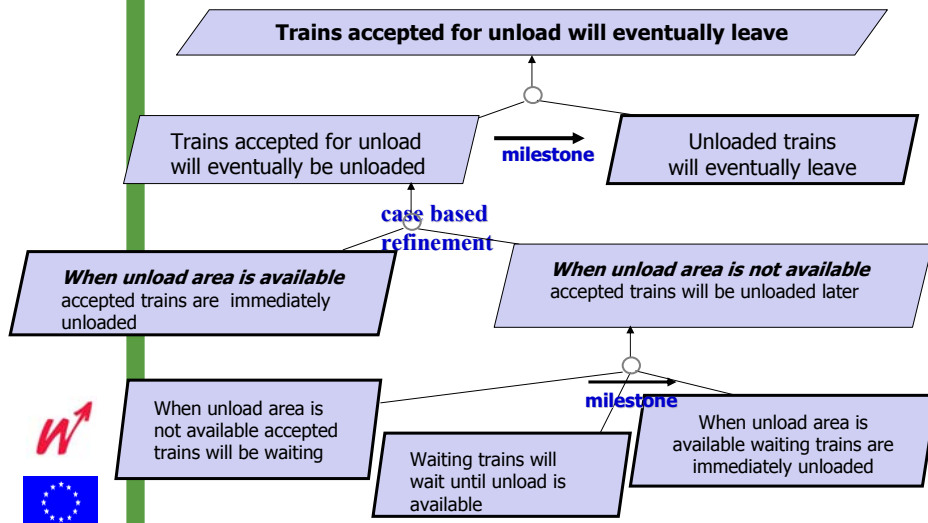 Trains accepted for unload will eventually leave
Trains accepted for unload
will eventually be unloaded
milestone
Unloaded trains
will eventually leave
case based
refinement
When unload area is available
accepted trains are immediately
unloaded
When unload area is not available
accepted trains will be unloaded later
When unload area is
not available accepted
trains will be waiting
milestone
Waiting trains will
wait until unload is
available
When unload area is
available waiting trains are
immediately unloaded
W